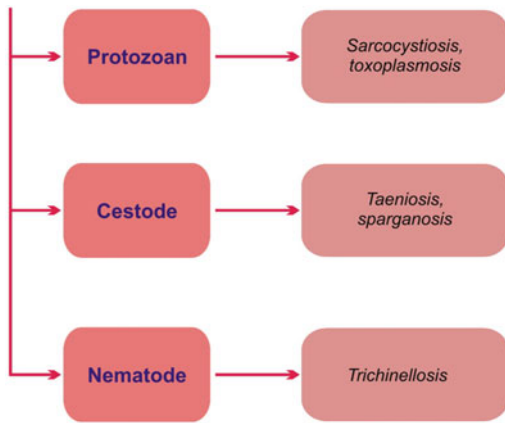 Protozoan
Sarcocystiosis,
toxoplasmosis
Cestode
Taeniosis,
sparganosis
Nematode
Trichinellosis